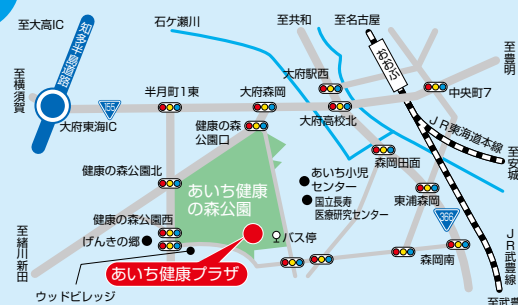 至大高IC
知多半島道路
石ケ瀬川
至共和
至名古屋
おおぶ
至豊明
至横須賀
半月町1東
大府森岡
大府駅西
中央町7
155
大府東海IC
大府高校北
健康の森
公園口
JR東海道本線
至安城
森岡田面
健康の森公園北
あいち健康
の森公園
あいち小児
センター
国立長寿
医療研究センター
東浦森岡
366
健康の森公園西
げんきの郷
バス停
至緒川新田
森岡南
JR武豊線
あいち健康プラザ
ウッドビレッジ
至武豊